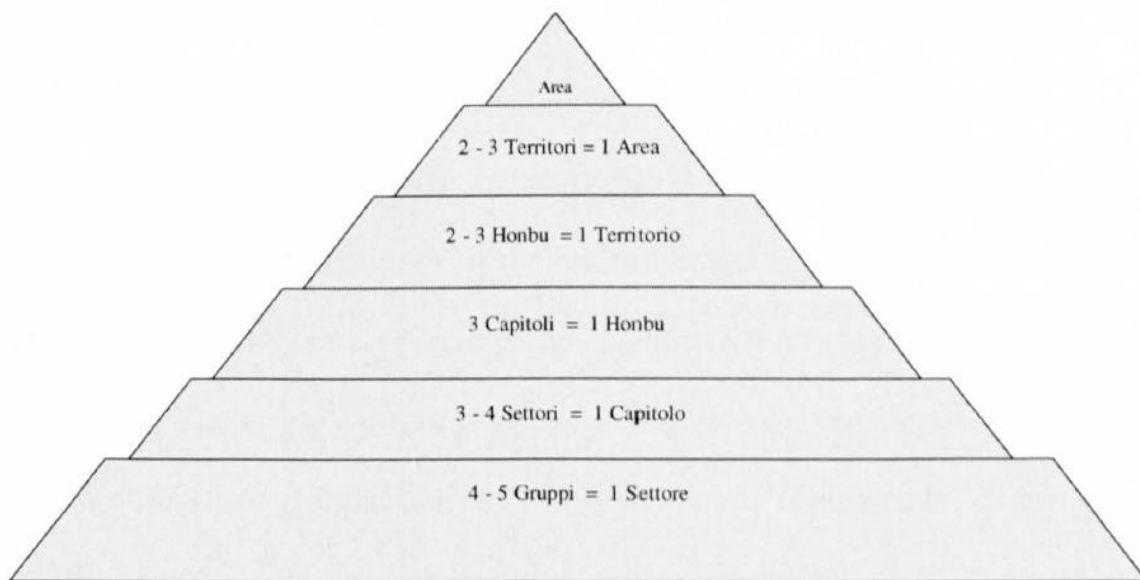 Area
2 - 3 Territori = 1 Area
2 - 3 Honbu = 1 Territorio
3 Capitoli = 1 Honbu
3 - 4 Settori = 1 Capitolo
4 - 5 Gruppi = 1 Settore